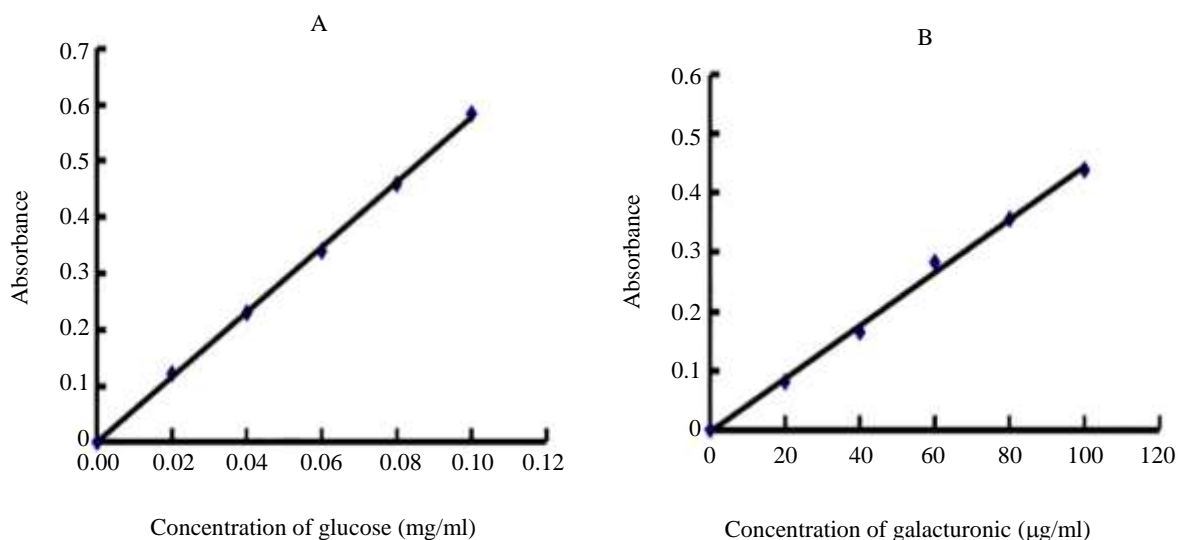 A
0.7
0.6
0.5
0.4
0.3
0.2
0.1
0
Absorbance
0.00 0.02 0.04 0.06 0.08 0.10 0.12
Concentration of glucose (mg/ml)
B
0.6
0.5
0.4
0.3
0.2
0.1
0
Absorbance
0 20 40 60 80 100 120
Concentration of galacturonic (μg/ml)